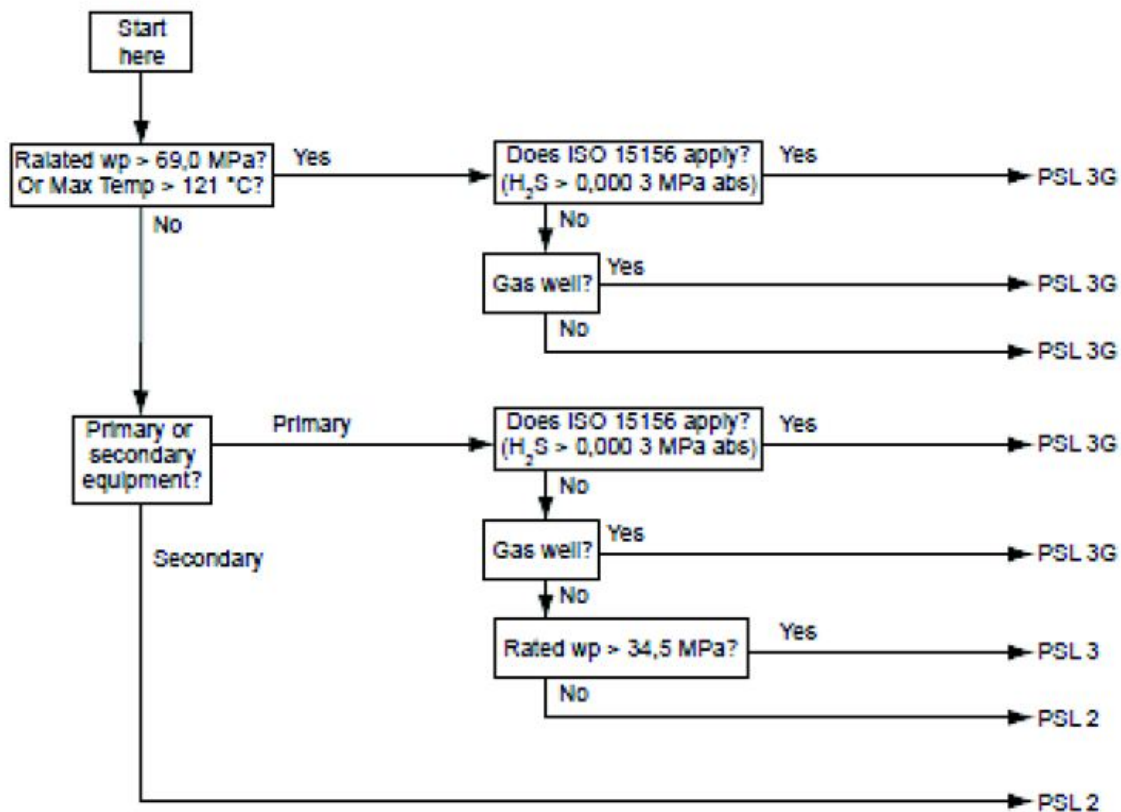 Start
here
Ralated wp > 69,0 MPa?
Or Max Temp > 121 °C?
Yes
No
Does ISO 15156 apply?
(H₂S > 0,000 3 MPa abs)
Yes
PSL 3G
No
Gas well?
Yes
PSL 3G
No
PSL 3G
Primary or
secondary
equipment?
Primary
Secondary
Does ISO 15156 apply?
(H₂S > 0,000 3 MPa abs)
Yes
PSL 3G
No
Gas well?
Yes
PSL 3G
No
Rated wp > 34,5 MPa?
Yes
PSL 3
No
PSL 2
PSL 2